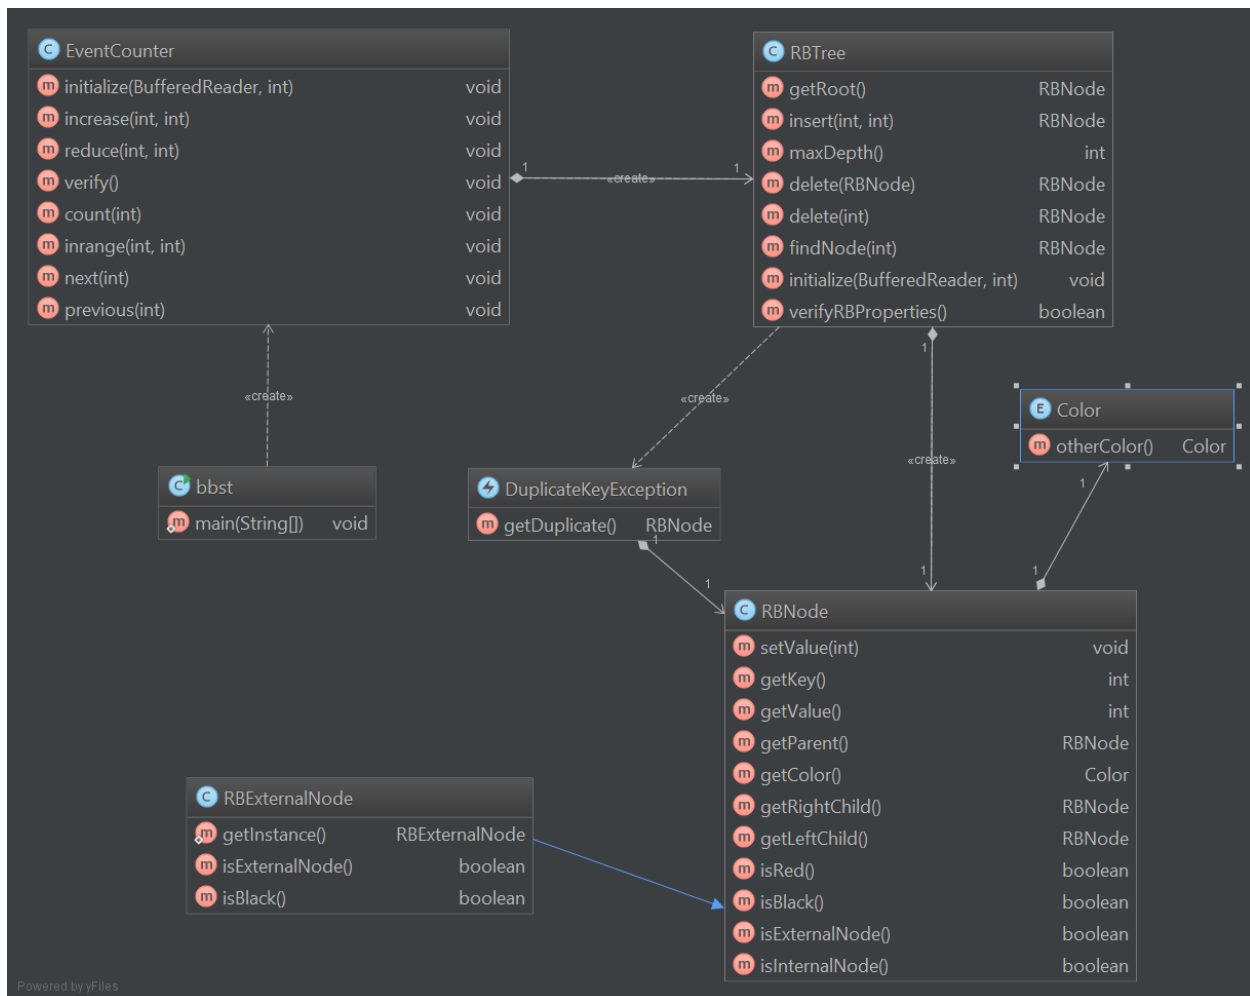 EventCounter
initialize(BufferedReader, int) void
increase(int, int) void
reduce(int, int) void
verify() void
count(int) void
inrange(int, int) void
next(int) void
previous(int) void
RBTree
getRoot() RBNode
insert(int, int) RBNode
maxDepth() int
delete(RBNode) RBNode
delete(int) RBNode
findNode(int) RBNode
initialize(BufferedReader, int) void
verifyRBProperties() boolean
1 «create» 1
«create»
«create»
1
«create»
1
E Color
otherColor() Color
1
1
C bbst
main(String[]) void
DuplicateKeyException
getDuplicate() RBNode
1
1
C RBNode
setValue(int) void
getKey() int
getValue() int
getParent() RBNode
getColor() Color
getRightChild() RBNode
getLeftChild() RBNode
isRed() boolean
isBlack() boolean
isExternalNode() boolean
isInternalNode() boolean
C RBExternalNode
getInstance() RBExternalNode
isExternalNode() boolean
isBlack() boolean
Powered by yFiles